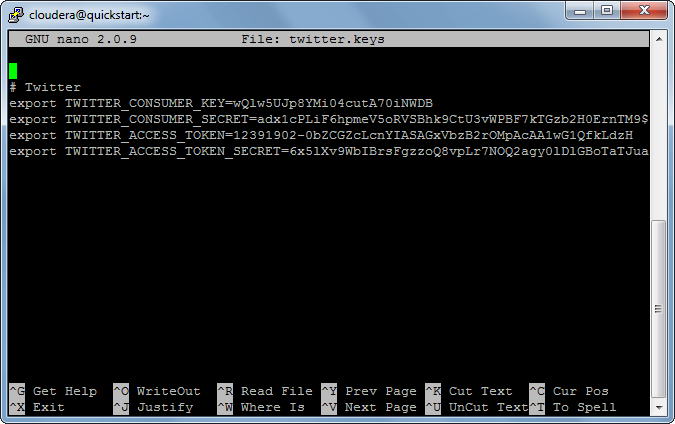 cloudera@quickstart:~
GNU nano 2.0.9 File: twitter.keys
# Twitter
export TWITTER_CONSUMER_KEY=wQlw5UJp8YMi04cutA70iNWDB
export TWITTER_CONSUMER_SECRET=adx1cPLiF6hpmeV5oRVSBhk9CtU3vWPBF7kTGzb2H0ErnTM9$
export TWITTER_ACCESS_TOKEN=12391902-0bZCGZcLcnYIASAGxVbzB2rOMpAcAA1wG1QfkLdzH
export TWITTER_ACCESS_TOKEN_SECRET=6x5lXv9WbIBrsFgzzoQ8vpLr7NOQ2agy0lDlGBoTaTJua
^G Get Help ^O WriteOut ^R Read File ^Y Prev Page ^K Cut Text ^C Cur Pos
^X Exit ^J Justify ^W Where Is ^V Next Page ^U UnCut Text ^T To Spell